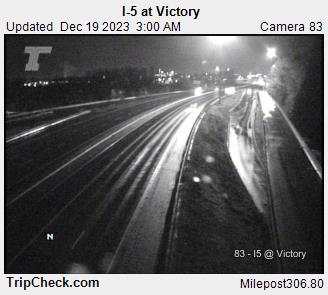 I-5 at Victory
Updated  Dec 19 2023  3:00 AM    Camera 83
T
N
83 - I5 @ Victory
TripCheck.com    Milepost306.80